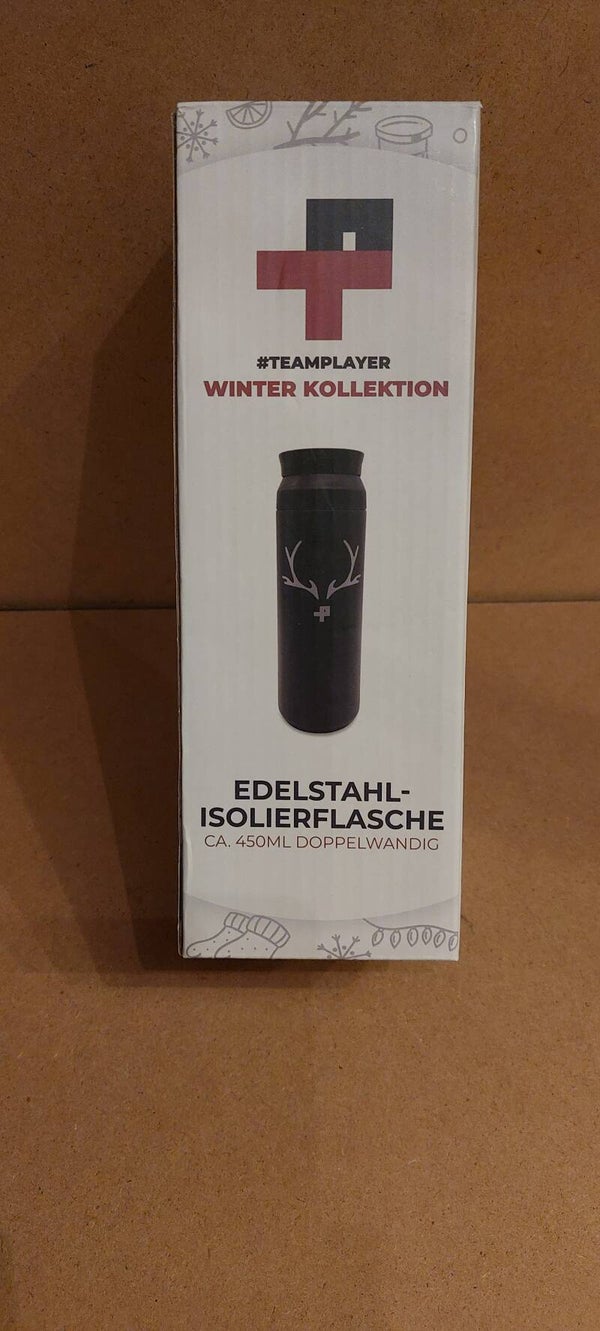 #TEAMPLAYER
WINTER KOLLEKTION
EDELSTAHL-
ISOLIERFLASCHE
CA. 450ML DOPPELWANDIG